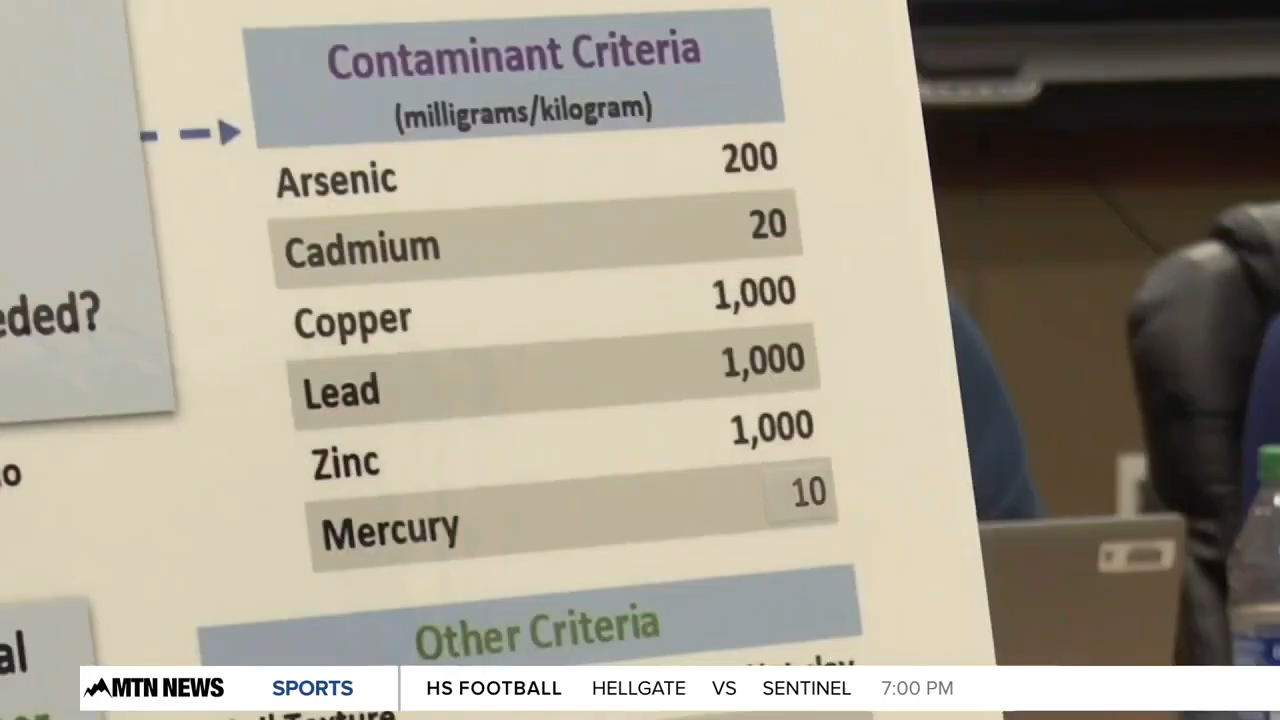 Contaminant Criteria
(milligrams/kilogram)
Arsenic 200
Cadmium 20
Copper 1,000
Lead 1,000
Zinc 1,000
Mercury 10
eded?
Other Criteria
al
MTN NEWS SPORTS HS FOOTBALL HELLGATE VS SENTINEL 7:00 PM